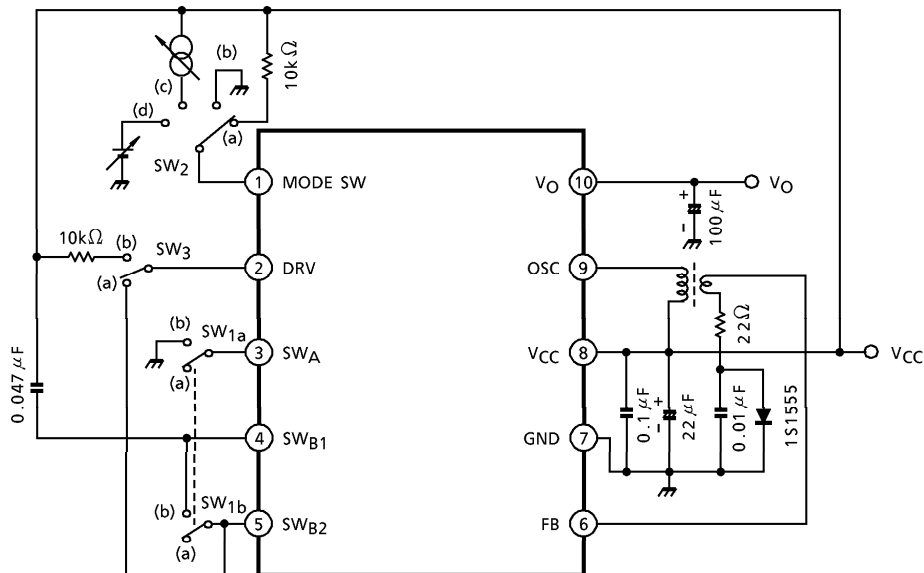 (b)
(c)
10kΩ
(d)
(a)
SW2
1 MODE SW
VO 10
VO
+
-
100μF
10kΩ
(b)
SW3
(a)
2 DRV
OSC 9
22Ω
(b)
SW1a
(a)
3 SWA
VCC 8
VCC
0.047μF
0.1μF
+
-
22μF
0.01μF
1S1555
4 SWB1
GND 7
(b)
SW1b
(a)
5 SWB2
FB 6